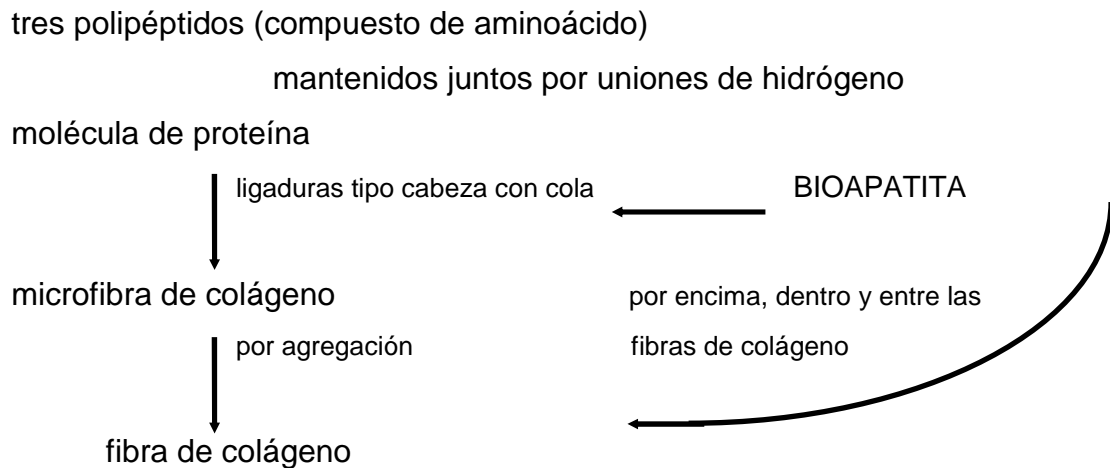 tres polipéptidos (compuesto de aminoácido)
mantenidos juntos por uniones de hidrógeno
molécula de proteína
ligaduras tipo cabeza con cola
BIOAPATITA
microfibra de colágeno
por encima, dentro y entre las
por agregación
fibras de colágeno
fibra de colágeno